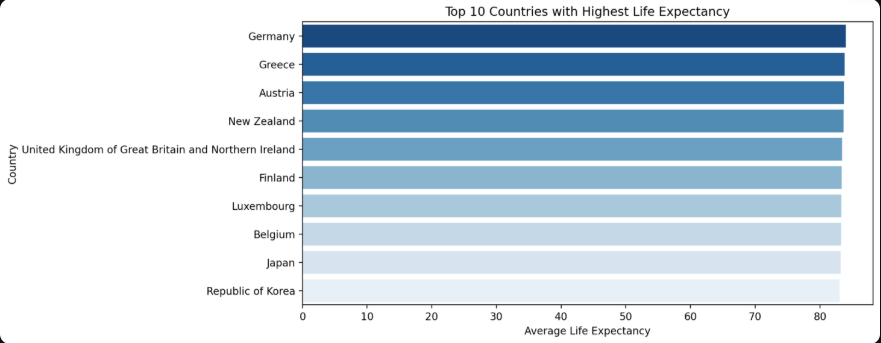 Top 10 Countries with Highest Life Expectancy
Country
Germany
Greece
Austria
New Zealand
United Kingdom of Great Britain and Northern Ireland
Finland
Luxembourg
Belgium
Japan
Republic of Korea
0 10 20 30 40 50 60 70 80
Average Life Expectancy